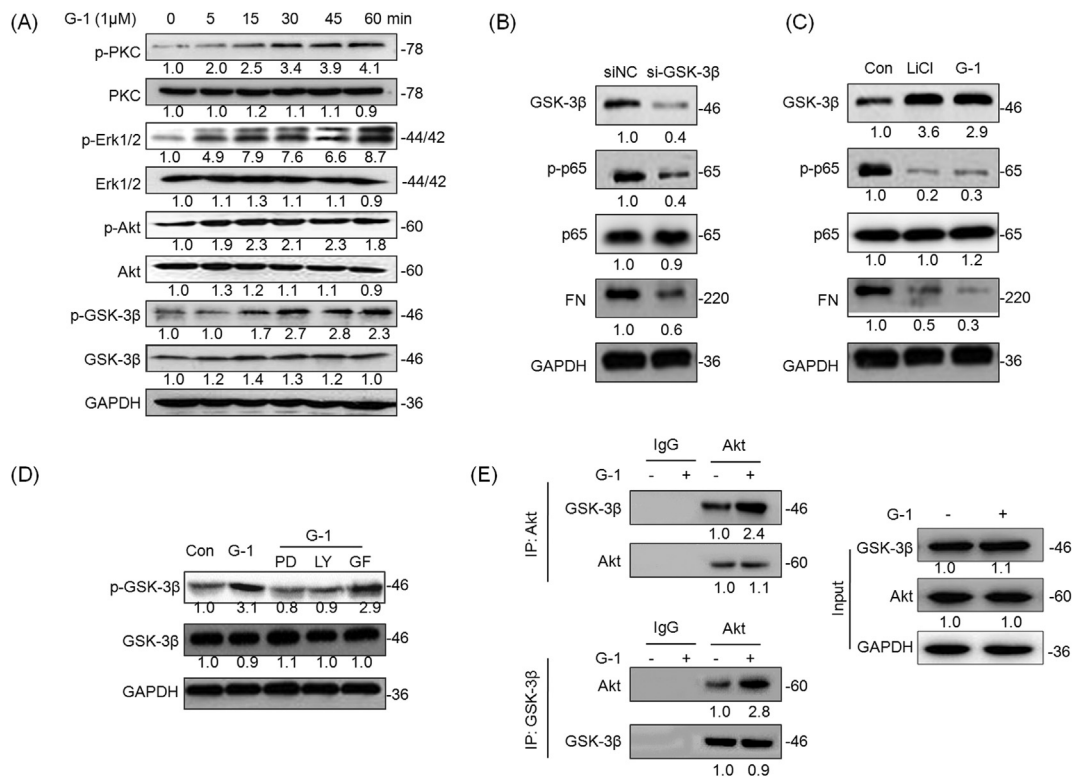 (A)
G-1 (1μM) 0 5 15 30 45 60 min
p-PKC -78
1.0 2.0 2.5 3.4 3.9 4.1
PKC -78
1.0 1.0 1.2 1.1 1.1 0.9
p-Erk1/2 -44/42
1.0 4.9 7.9 7.6 6.6 8.7
Erk1/2 -44/42
1.0 1.1 1.3 1.1 1.1 0.9
p-Akt -60
1.0 1.9 2.3 2.1 2.3 1.8
Akt -60
1.0 1.3 1.2 1.1 1.1 0.9
p-GSK-3β -46
1.0 1.0 1.7 2.7 2.8 2.3
GSK-3β -46
1.0 1.2 1.4 1.3 1.2 1.0
GAPDH -36
(B)
siNC si-GSK-3β
GSK-3β -46
1.0 0.4
p-p65 -65
1.0 0.4
p65 -65
1.0 0.9
FN -220
1.0 0.6
GAPDH -36
(C)
Con LiCl G-1
GSK-3β -46
1.0 3.6 2.9
p-p65 -65
1.0 0.2 0.3
p65 -65
1.0 1.0 1.2
FN -220
1.0 0.5 0.3
GAPDH -36
(D)
G-1
Con G-1 PD LY GF
p-GSK-3β -46
1.0 3.1 0.8 0.9 2.9
GSK-3β -46
1.0 0.9 1.1 1.0 1.0
GAPDH -36
(E)
IP: Akt
IgG Akt
G-1 - + - +
GSK-3β -46
1.0 2.4
Akt -60
1.0 1.1
IP: GSK-3β
IgG Akt
G-1 - + - +
Akt -60
1.0 2.8
GSK-3β -46
1.0 0.9
Input
G-1 - +
GSK-3β -46
1.0 1.1
Akt -60
1.0 1.0
GAPDH -36